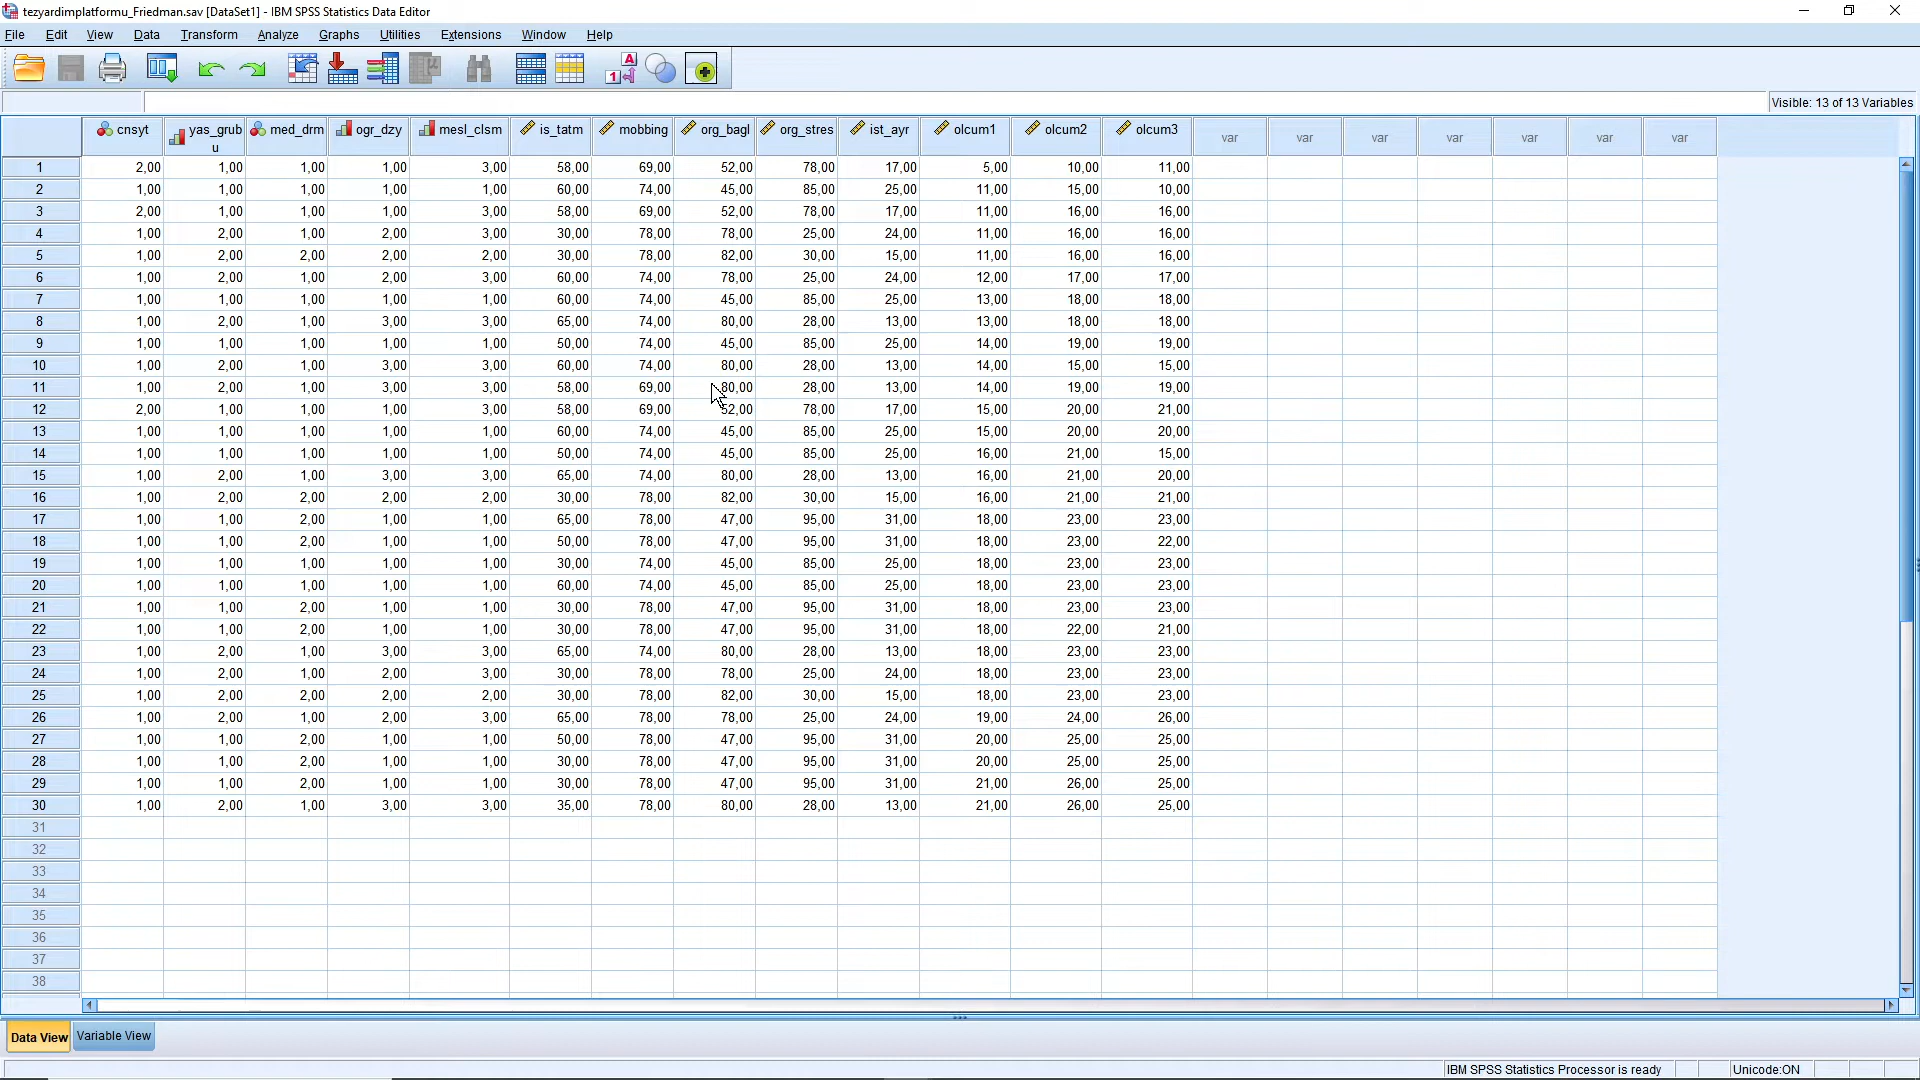 tezyardimplatformu_Friedman.sav [DataSet1] - IBM SPSS Statistics Data Editor
File Edit View Data Transform Analyze Graphs Utilities Extensions Window Help
Visible: 13 of 13 Variables
cnsyt yas_grubu med_drm ogr_dzy mesl_clsm is_tatm mobbing org_bagl org_stres ist_ayr olcum1 olcum2 olcum3 var var var var var var var
1 2,00 1,00 1,00 1,00 3,00 58,00 69,00 52,00 78,00 17,00 5,00 10,00 11,00
2 1,00 1,00 1,00 1,00 1,00 60,00 74,00 45,00 85,00 25,00 11,00 15,00 10,00
3 2,00 1,00 1,00 1,00 3,00 58,00 69,00 52,00 78,00 17,00 11,00 16,00 16,00
4 1,00 2,00 1,00 2,00 3,00 30,00 78,00 78,00 25,00 24,00 11,00 16,00 16,00
5 1,00 2,00 2,00 2,00 2,00 30,00 78,00 82,00 30,00 15,00 11,00 16,00 16,00
6 1,00 2,00 1,00 2,00 3,00 60,00 74,00 78,00 25,00 24,00 12,00 17,00 17,00
7 1,00 1,00 1,00 1,00 1,00 60,00 74,00 45,00 85,00 25,00 13,00 18,00 18,00
8 1,00 2,00 1,00 3,00 3,00 65,00 74,00 80,00 28,00 13,00 13,00 18,00 18,00
9 1,00 1,00 1,00 1,00 1,00 50,00 74,00 45,00 85,00 25,00 14,00 19,00 19,00
10 1,00 2,00 1,00 3,00 3,00 60,00 74,00 80,00 28,00 13,00 14,00 15,00 15,00
11 1,00 2,00 1,00 3,00 3,00 58,00 69,00 80,00 28,00 13,00 14,00 19,00 19,00
12 2,00 1,00 1,00 1,00 3,00 58,00 69,00 52,00 78,00 17,00 15,00 20,00 21,00
13 1,00 1,00 1,00 1,00 1,00 60,00 74,00 45,00 85,00 25,00 15,00 20,00 20,00
14 1,00 1,00 1,00 1,00 1,00 50,00 74,00 45,00 85,00 25,00 16,00 21,00 15,00
15 1,00 2,00 1,00 3,00 3,00 65,00 74,00 80,00 28,00 13,00 16,00 21,00 20,00
16 1,00 2,00 2,00 2,00 2,00 30,00 78,00 82,00 30,00 15,00 16,00 21,00 21,00
17 1,00 1,00 2,00 1,00 1,00 65,00 78,00 47,00 95,00 31,00 18,00 23,00 23,00
18 1,00 1,00 2,00 1,00 1,00 50,00 78,00 47,00 95,00 31,00 18,00 23,00 22,00
19 1,00 1,00 1,00 1,00 1,00 30,00 74,00 45,00 85,00 25,00 18,00 23,00 23,00
20 1,00 1,00 1,00 1,00 1,00 60,00 74,00 45,00 85,00 25,00 18,00 23,00 23,00
21 1,00 1,00 2,00 1,00 1,00 30,00 78,00 47,00 95,00 31,00 18,00 23,00 23,00
22 1,00 1,00 2,00 1,00 1,00 30,00 78,00 47,00 95,00 31,00 18,00 22,00 21,00
23 1,00 2,00 1,00 3,00 3,00 65,00 74,00 80,00 28,00 13,00 18,00 23,00 23,00
24 1,00 2,00 1,00 2,00 3,00 30,00 78,00 78,00 25,00 24,00 18,00 23,00 23,00
25 1,00 2,00 2,00 2,00 2,00 30,00 78,00 82,00 30,00 15,00 18,00 23,00 23,00
26 1,00 2,00 1,00 2,00 3,00 65,00 78,00 78,00 25,00 24,00 19,00 24,00 26,00
27 1,00 1,00 2,00 1,00 1,00 50,00 78,00 47,00 95,00 31,00 20,00 25,00 25,00
28 1,00 1,00 2,00 1,00 1,00 30,00 78,00 47,00 95,00 31,00 20,00 25,00 25,00
29 1,00 1,00 2,00 1,00 1,00 30,00 78,00 47,00 95,00 31,00 21,00 26,00 25,00
30 1,00 2,00 1,00 3,00 3,00 35,00 78,00 80,00 28,00 13,00 21,00 26,00 25,00
31
32
33
34
35
36
37
38
Data View Variable View
IBM SPSS Statistics Processor is ready Unicode:ON